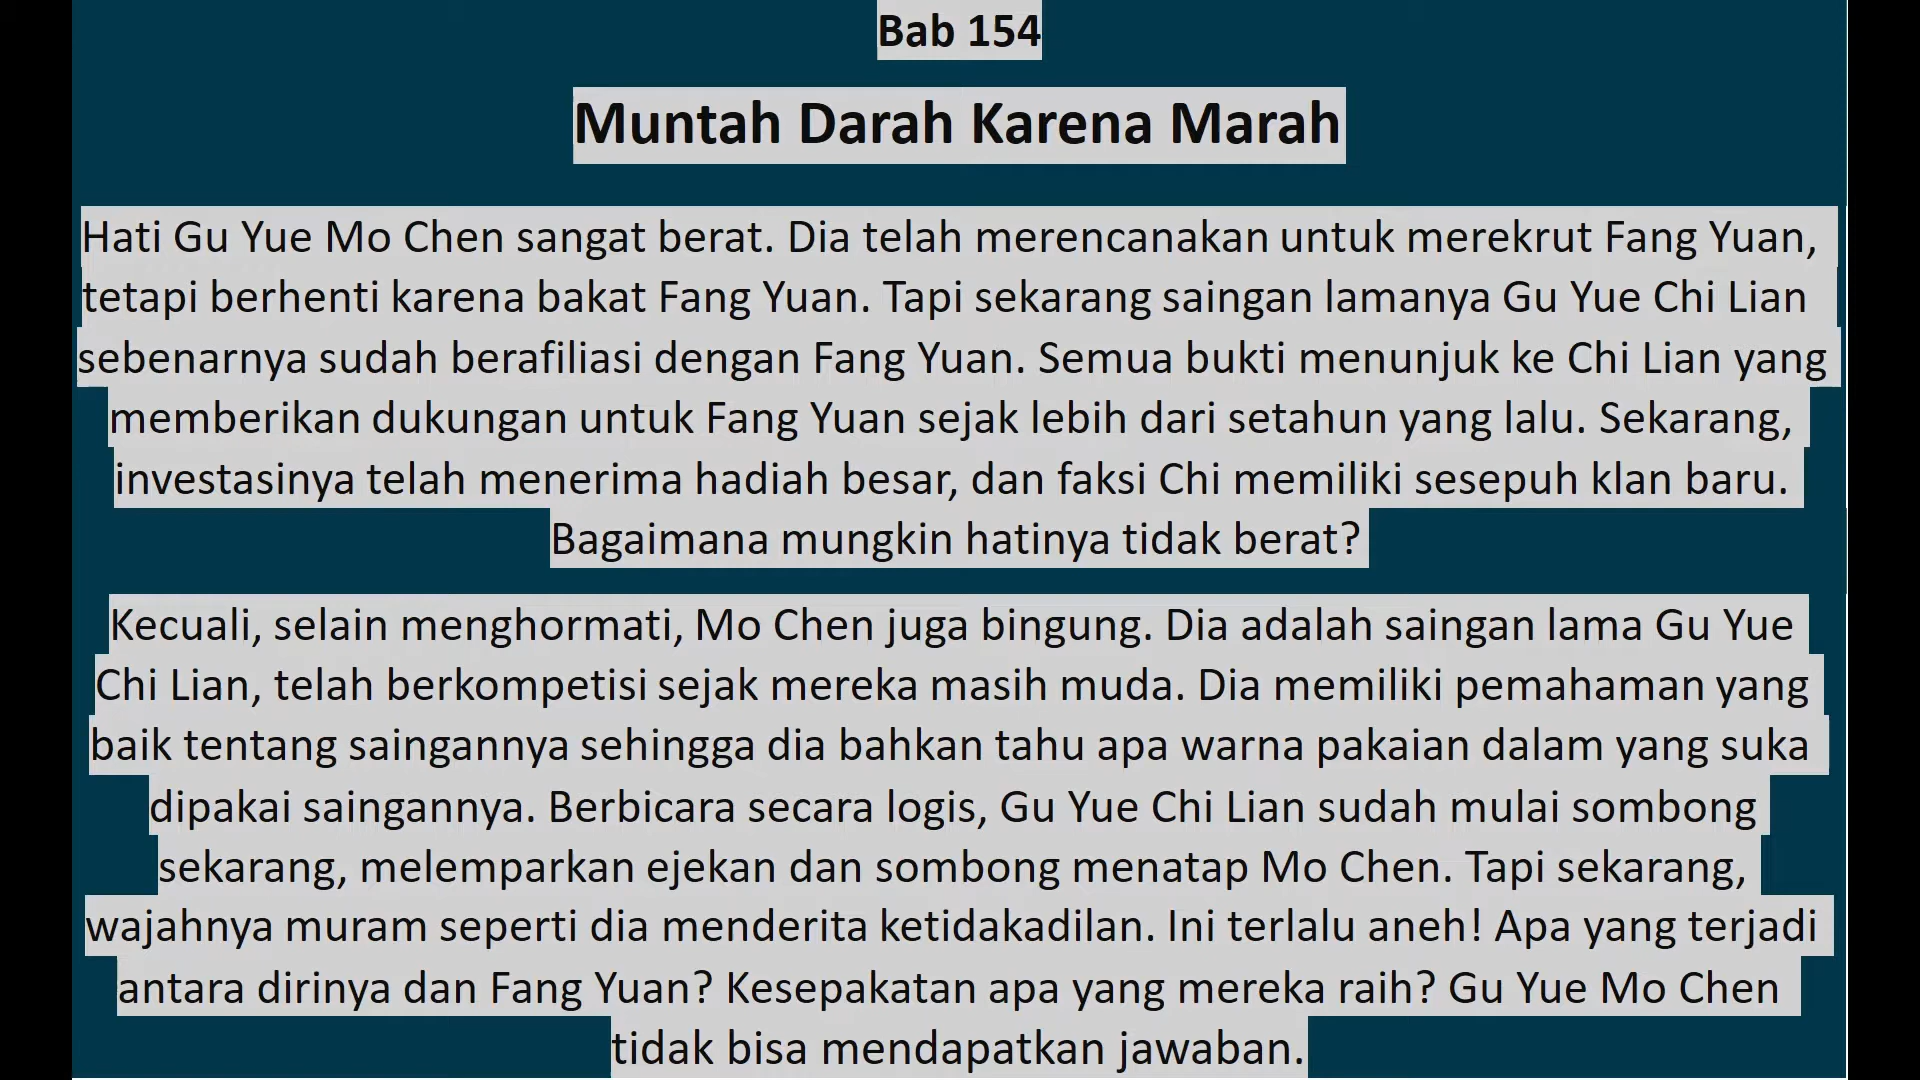 Bab 154
Muntah Darah Karena Marah
Hati Gu Yue Mo Chen sangat berat. Dia telah merencanakan untuk merekrut Fang Yuan,
tetapi berhenti karena bakat Fang Yuan. Tapi sekarang saingan lamanya Gu Yue Chi Lian
sebenarnya sudah berafiliasi dengan Fang Yuan. Semua bukti menunjuk ke Chi Lian yang
memberikan dukungan untuk Fang Yuan sejak lebih dari setahun yang lalu. Sekarang,
investasinya telah menerima hadiah besar, dan faksi Chi memiliki sesepuh klan baru.
Bagaimana mungkin hatinya tidak berat?
Kecuali, selain menghormati, Mo Chen juga bingung. Dia adalah saingan lama Gu Yue
Chi Lian, telah berkompetisi sejak mereka masih muda. Dia memiliki pemahaman yang
baik tentang saingannya sehingga dia bahkan tahu apa warna pakaian dalam yang suka
dipakai saingannya. Berbicara secara logis, Gu Yue Chi Lian sudah mulai sombong
sekarang, melemparkan ejekan dan sombong menatap Mo Chen. Tapi sekarang,
wajahnya muram seperti dia menderita ketidakadilan. Ini terlalu aneh! Apa yang terjadi
antara dirinya dan Fang Yuan? Kesepakatan apa yang mereka raih? Gu Yue Mo Chen
tidak bisa mendapatkan jawaban.